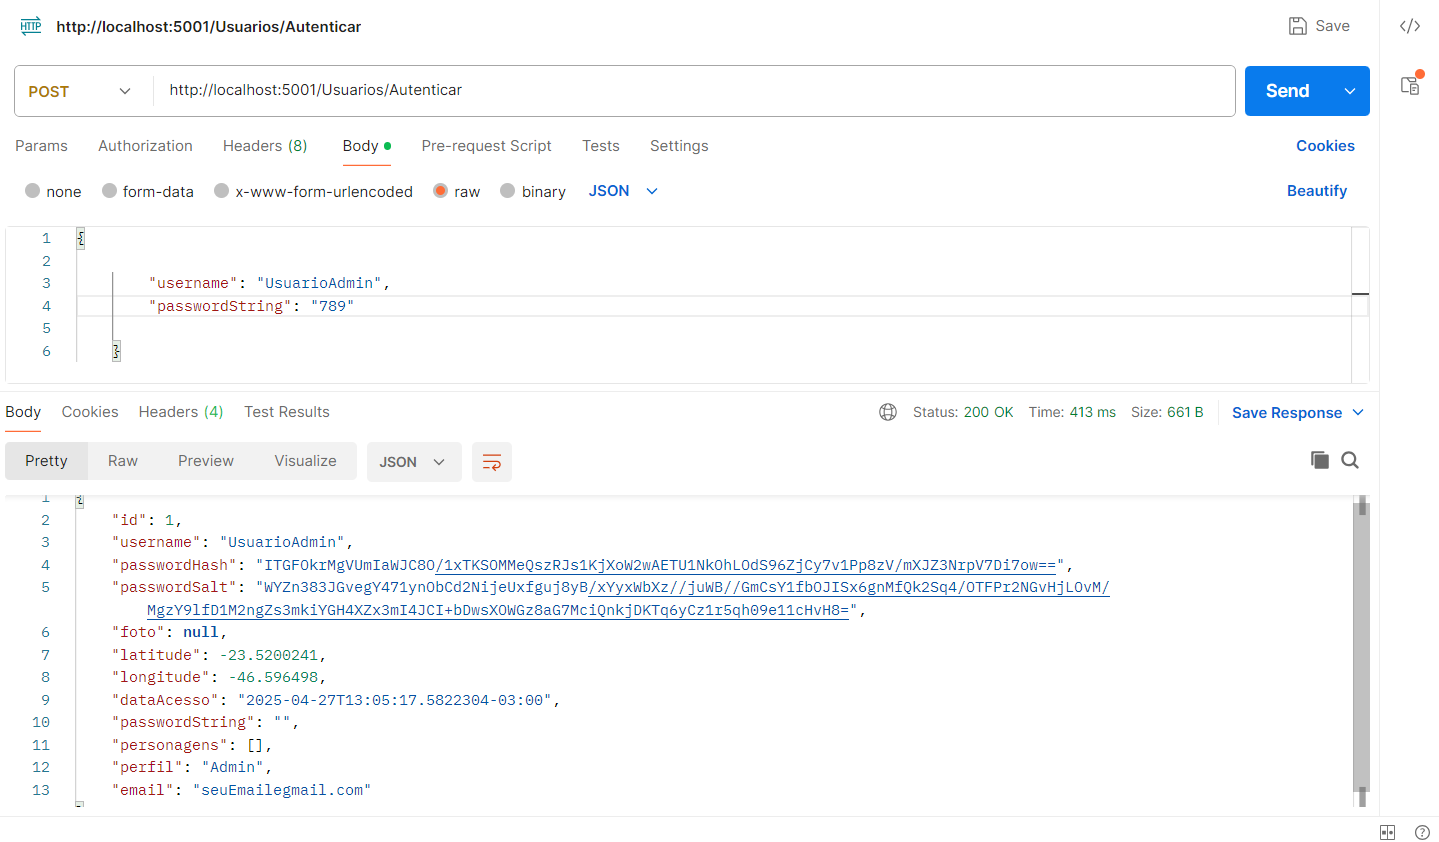 HTTP http://localhost:5001/Usuarios/Autenticar Save
POST http://localhost:5001/Usuarios/Autenticar Send
Params Authorization Headers (8) Body Pre-request Script Tests Settings Cookies
none form-data x-www-form-urlencoded raw binary JSON Beautify
1 {
2
3 "username": "UsuarioAdmin",
4 "passwordString": "789"
5
6 }
Body Cookies Headers (4) Test Results Status: 200 OK Time: 413 ms Size: 661 B Save Response
Pretty Raw Preview Visualize JSON
1 {
2 "id": 1,
3 "username": "UsuarioAdmin",
4 "passwordHash": "ITGFOkrMgVUmIaWJC8O/1xTKSOMMeQszRJs1KjXoW2wAETU1NkOhLOdS96ZjCy7v1Pp8zV/mXJZ3NrpV7Di7ow==",
5 "passwordSalt": "WYZn383JGvegY471ynObCd2NijeUxfguj8yB/xYyxWbXz//juWB//GmCsY1fbOJISx6gnMfQk2Sq4/OTFPr2NGvHjLOvM/
MgzY9lfD1M2ngZs3mkiYGH4XZx3mI4JCI+bDwsXOWGz8aG7MciQnkjDKTq6yCz1r5qh09e11cHvH8=",
6 "foto": null,
7 "latitude": -23.5200241,
8 "longitude": -46.596498,
9 "dataAcesso": "2025-04-27T13:05:17.5822304-03:00",
10 "passwordString": "",
11 "personagens": [],
12 "perfil": "Admin",
13 "email": "seuEmailegmail.com"